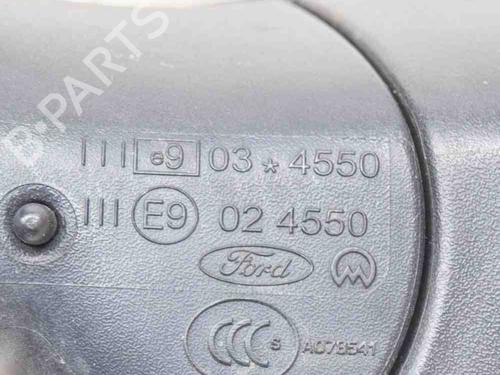 B-PARTS
III e9 03 * 4550
III E9 02 4550
Ford
CCC S A078541